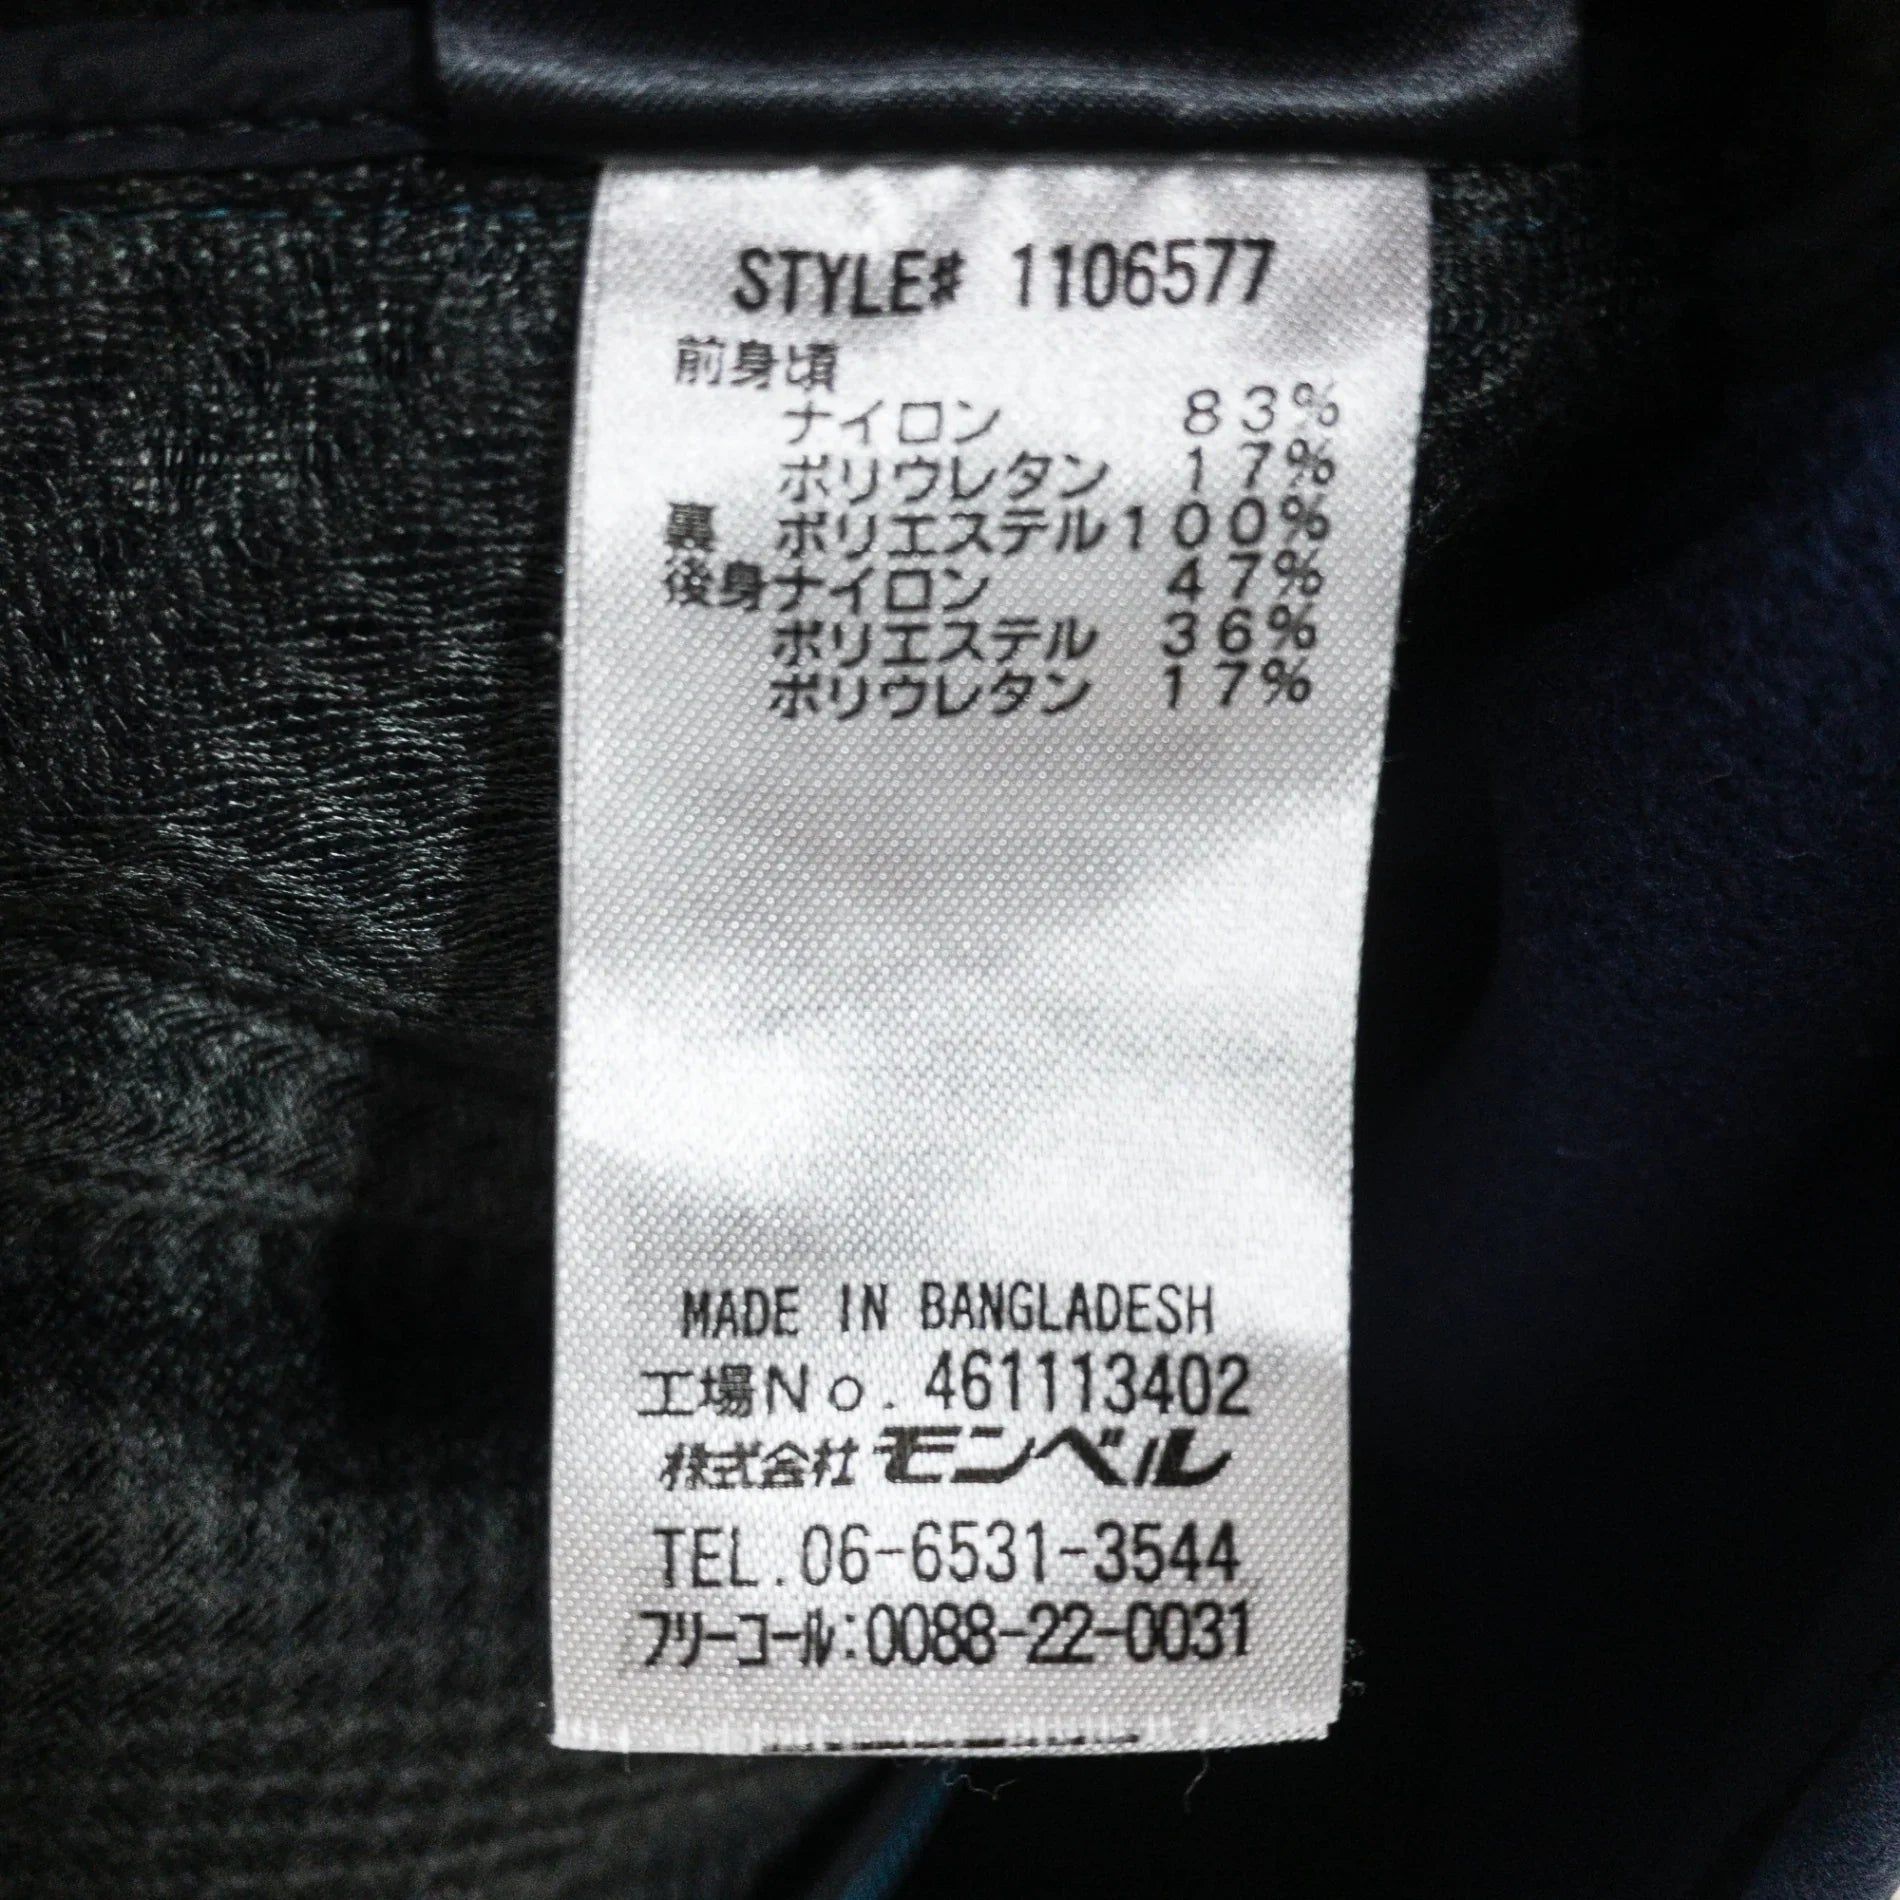 STYLE# 1106577
前身頃
ナイロン 83%
ポリウレタン 17%
裏 ポリエステル100%
後身ナイロン 47%
ポリエステル 36%
ポリウレタン 17%
MADE IN BANGLADESH
工場No. 461113402
株式会社モンベル
TEL.06-6531-3544
フリーコール:0088-22-0031